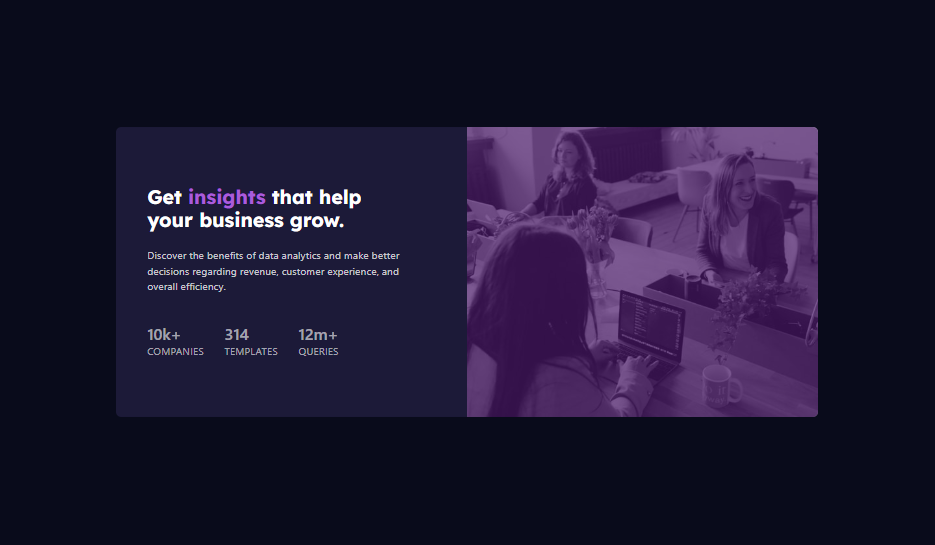 Get insights that help
your business grow.
Discover the benefits of data analytics and make better
decisions regarding revenue, customer experience, and
overall efficiency.
10k+ 314 12m+
COMPANIES TEMPLATES QUERIES